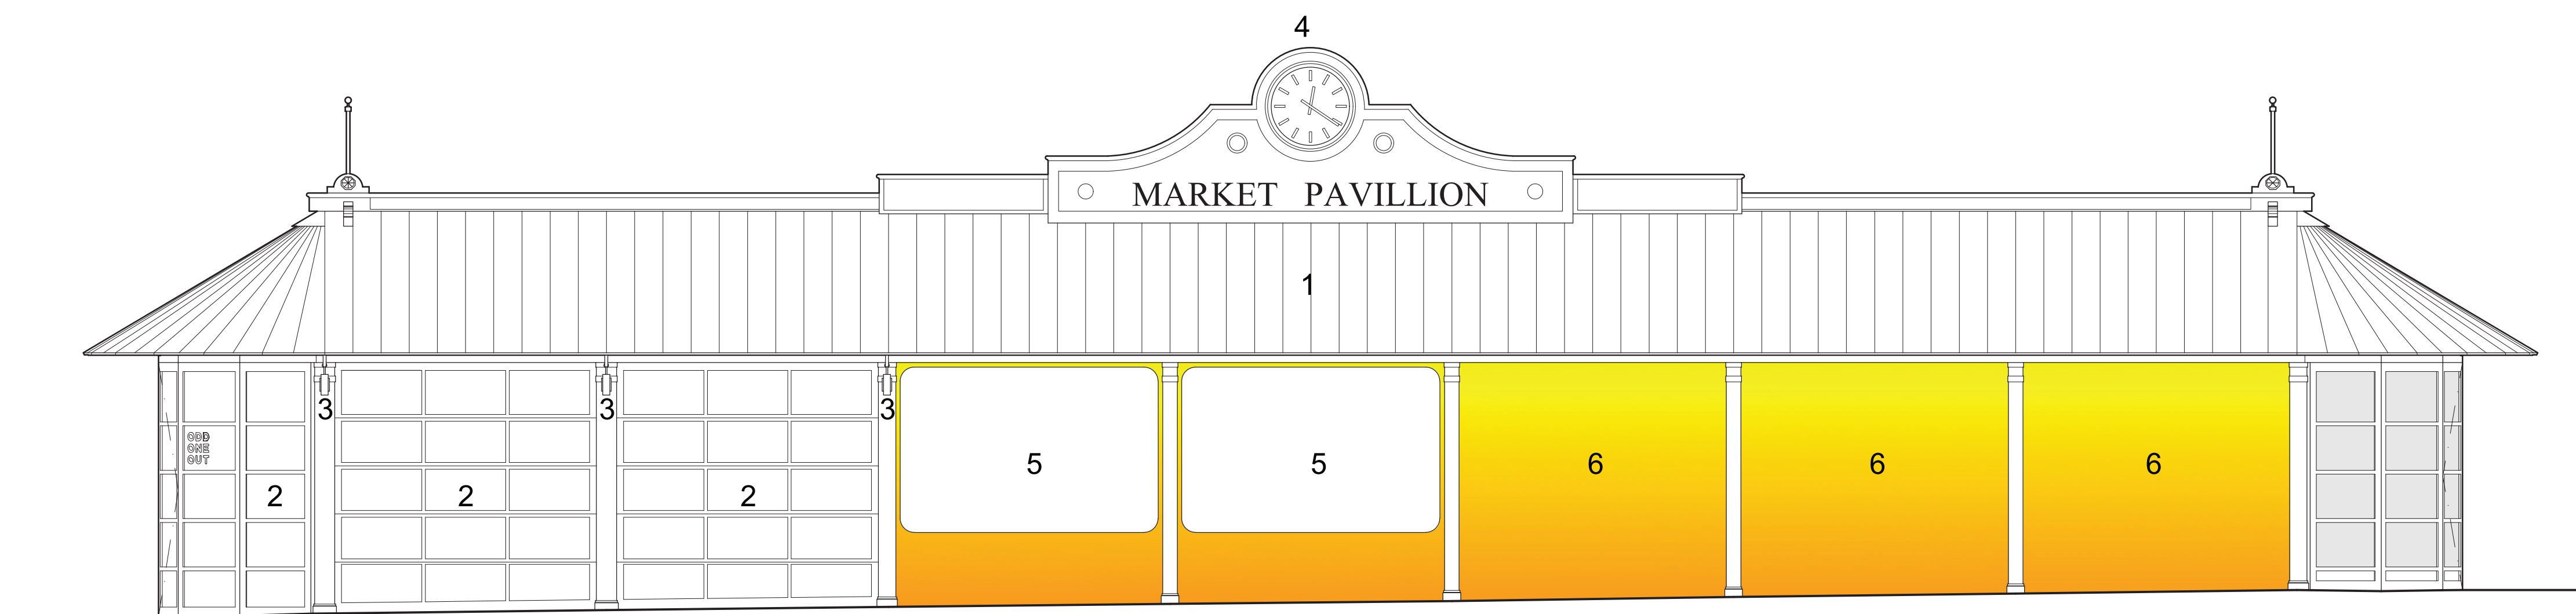 4
MARKET PAVILLION
1
3 3 3
ODD
ONE
OUT
5 5 6 6 6
2 2 2